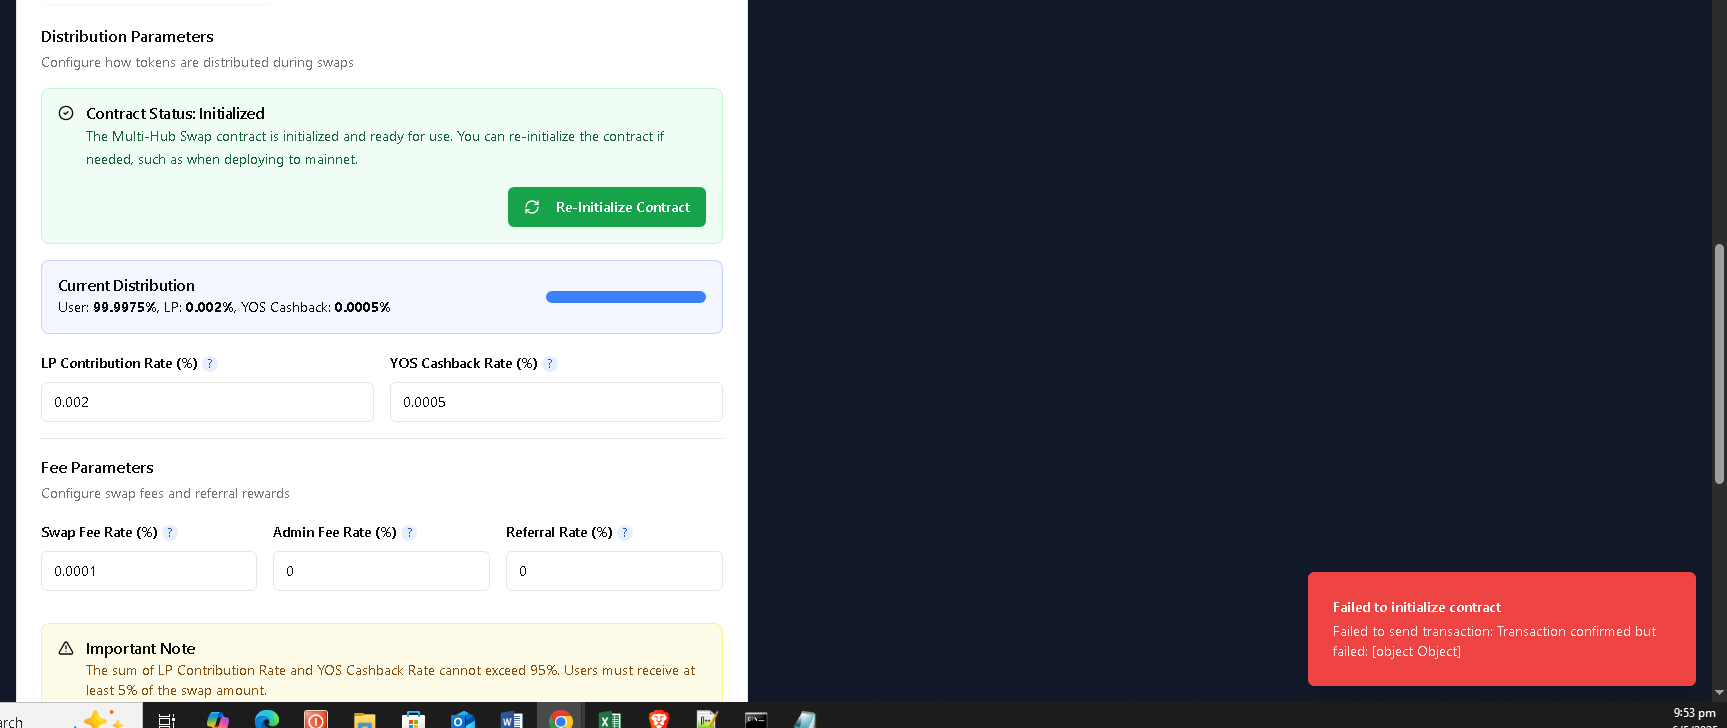 Distribution Parameters
Configure how tokens are distributed during swaps
Contract Status: Initialized
The Multi-Hub Swap contract is initialized and ready for use. You can re-initialize the contract if
needed, such as when deploying to mainnet.
Re-Initialize Contract
Current Distribution
User: 99.9975%, LP: 0.002%, YOS Cashback: 0.0005%
LP Contribution Rate (%) ?
YOS Cashback Rate (%) ?
0.002
0.0005
Fee Parameters
Configure swap fees and referral rewards
Swap Fee Rate (%) ?
Admin Fee Rate (%) ?
Referral Rate (%) ?
0.0001
0
0
Important Note
The sum of LP Contribution Rate and YOS Cashback Rate cannot exceed 95%. Users must receive at
least 5% of the swap amount.
Failed to initialize contract
Failed to send transaction: Transaction confirmed but
failed: [object Object]
arch
9:53 pm